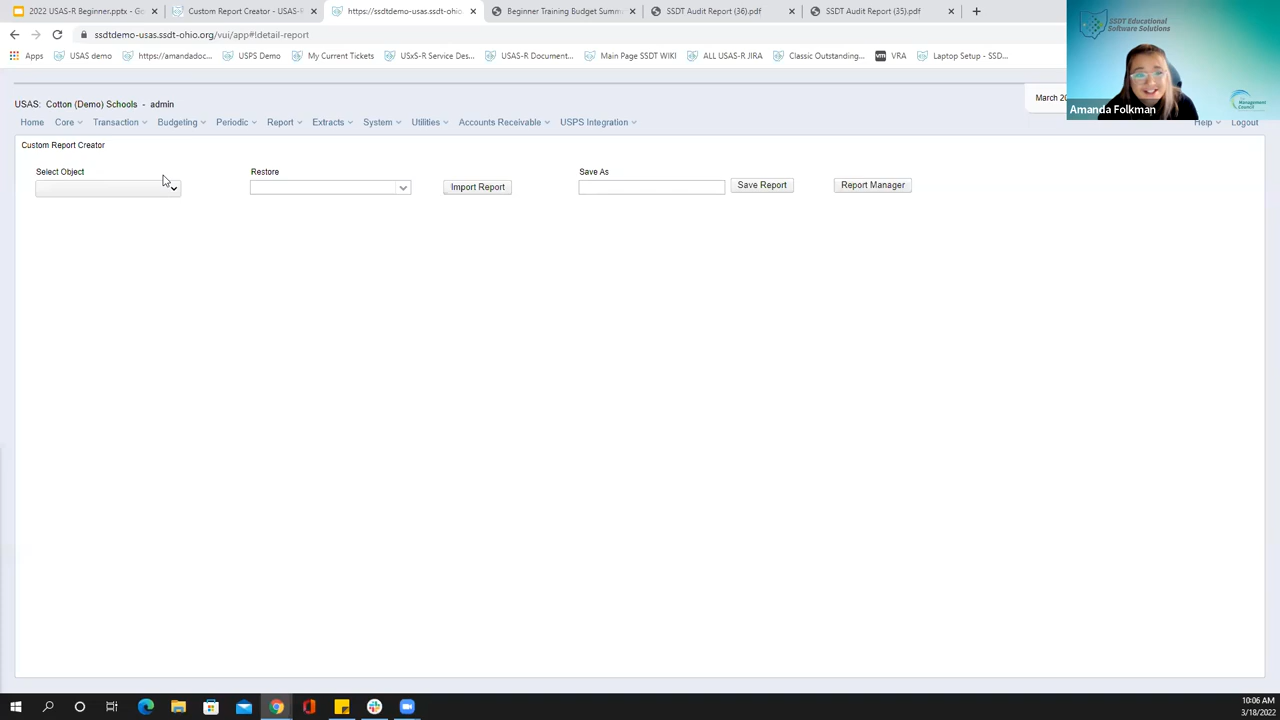 2022 USAS-R Beginner.pptx - Go
Custom Report Creator - USAS-R
https://ssdtdemo-usas.ssdt-ohio
Beginner Training Budget Summ
SSDT Audit Report (36).pdf
SSDT Audit Report (35).pdf
ssdtdemo-usas.ssdt-ohio.org/vui/app#!detail-report
Apps
USAS demo
https://amandadoc...
USPS Demo
My Current Tickets
USxS-R Service Des...
USAS-R Document...
Main Page SSDT WIKI
ALL USAS-R JIRA
Classic Outstanding...
vm VRA
Laptop Setup - SSD...
SSDT Educational
Software Solutions
Management
Council
Amanda Folkman
USAS: Cotton (Demo) Schools - admin
March 20
Home Core Transaction Budgeting Periodic Report Extracts System Utilities Accounts Receivable USPS Integration Help Logout
Custom Report Creator
Select Object
Restore
Import Report
Save As
Save Report
Report Manager
10:06 AM
3/18/2022